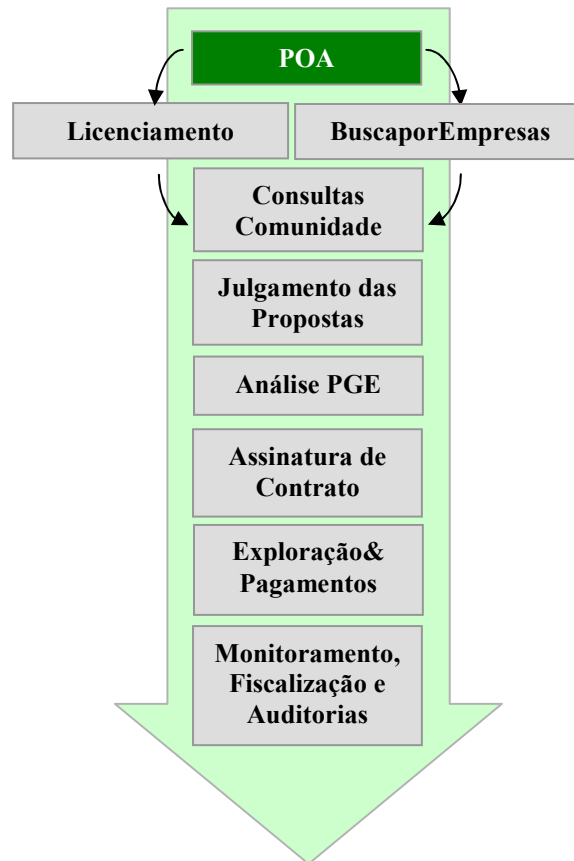 POA
Licenciamento
BuscaporEmpresas
Consultas
Comunidade
Julgamento das
Propostas
Análise PGE
Assinatura de
Contrato
Exploração&
Pagamentos
Monitoramento,
Fiscalização e
Auditorias